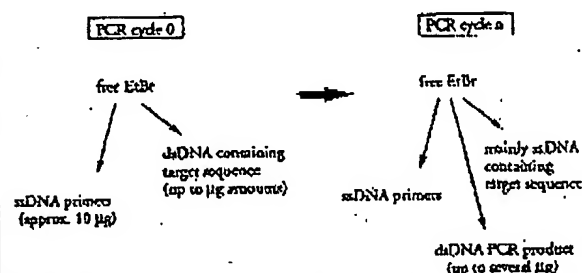 PCR cycle 0
free EtBr
ssDNA primers
(approx. 10 µg)
dsDNA containing
target sequence
(up to µg amounts)
PCR cycle n
free EtBr
ssDNA primers
mainly ssDNA
containing
target sequence
dsDNA PCR product
(up to several µg)